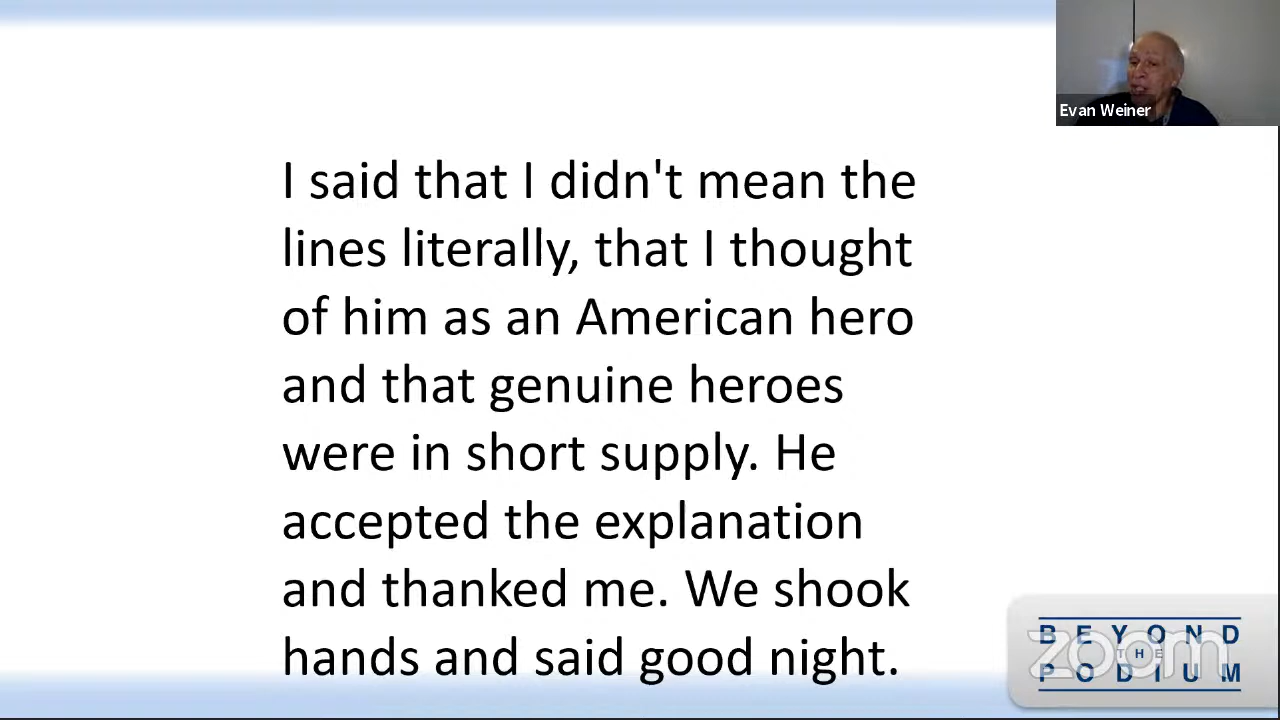 Evan Weiner
I said that I didn't mean the
lines literally, that I thought
of him as an American hero
and that genuine heroes
were in short supply. He
accepted the explanation
and thanked me. We shook
hands and said good night.
BEYOND
THE
PODIUM
zoom